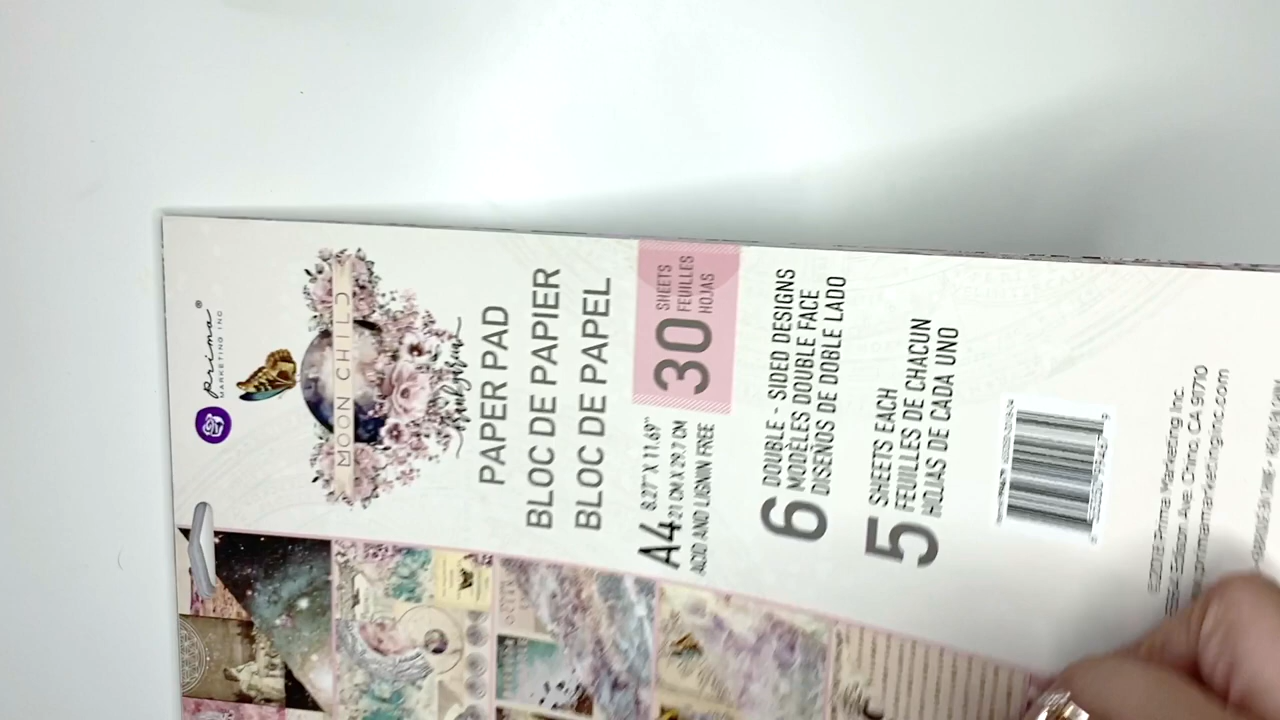 Prima
MARKETING INC
MOON CHILD
PAPER PAD
BLOC DE PAPIER
BLOC DE PAPEL
30
SHEETS
FEUILLES
HOJAS
A4
8.27" X 11.69"
21 CM X 29.7 CM
ACID AND LIGNIN FREE
6
DOUBLE - SIDED DESIGNS
MODÈLES DOUBLE FACE
DISEÑOS DE DOBLE LADO
5
SHEETS EACH
FEUILLES DE CHACUN
HOJAS DE CADA UNO
Prima Marketing Inc.
Edison Ave. Chino, CA 91710